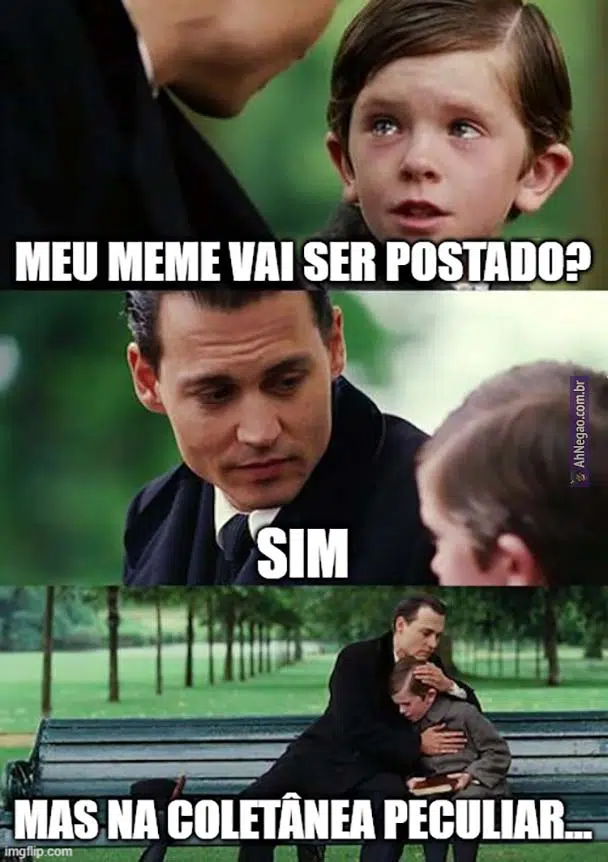 MEU MEME VAI SER POSTADO?
AhNegao.com.br
SIM
MAS NA COLETÂNEA PECULIAR...
imgflip.com